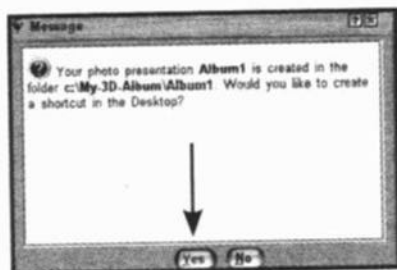 Message
Your photo presentation Album1 is created in the
folder c:\My-3D-Album\Album1. Would you like to create
a shortcut in the Desktop?
Yes No